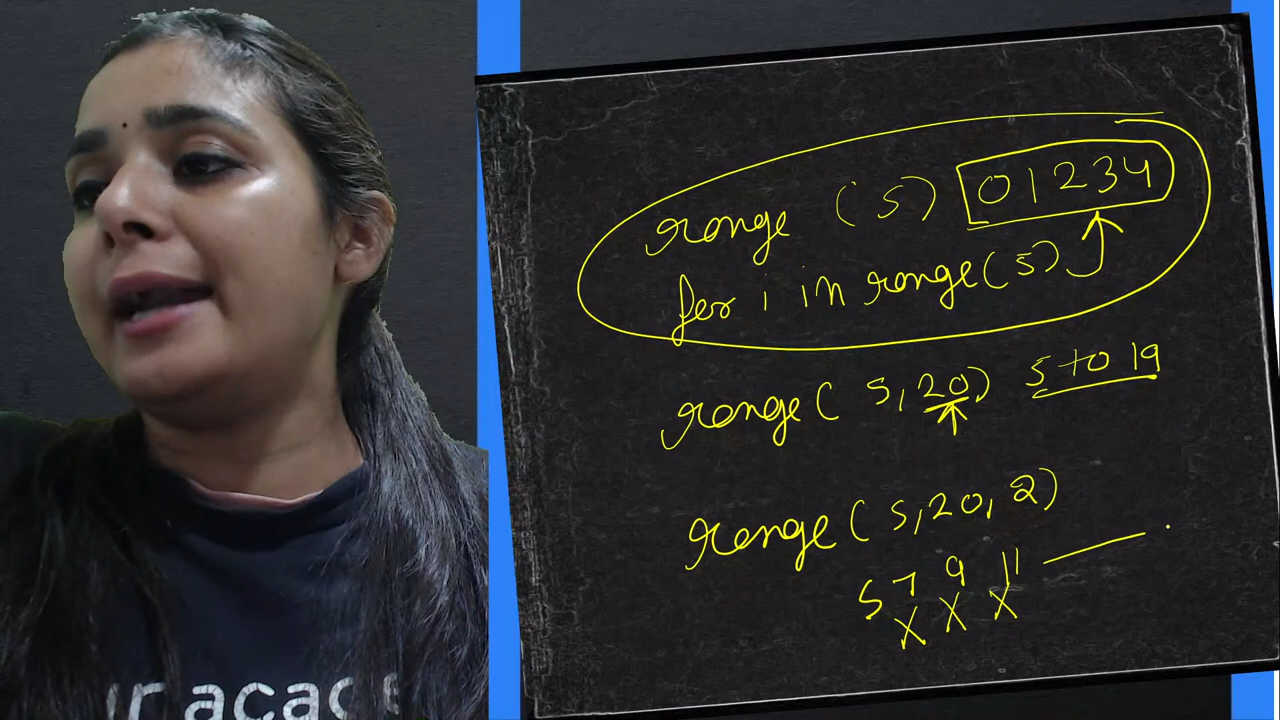 range (5) 0 1 2 3 4
for i in range(5)
range( 5,20) 5 to 19
range( 5,20, 2)
5 7 9 11
X X X